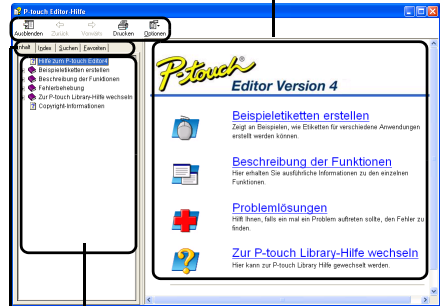 P-touch Editor-Hilfe
Ausblenden Zurück Vorwärts Drucken Optionen
Inhalt Index Suchen Favoriten
Hilfe zum P-touch Editor4
Beispieletiketten erstellen
Beschreibung der Funktionen
Fehlerbehebung
Zur P-touch Library-Hilfe wechseln
Copyright-Informationen
P-touch
Editor Version 4
Beispieletiketten erstellen
Zeigt an Beispielen, wie Etiketten für verschiedene Anwendungen
erstellt werden können.
Beschreibung der Funktionen
Hier erhalten Sie ausführliche Informationen zu den einzelnen
Funktionen.
Problemlösungen
Hilft Ihnen, falls ein mal ein Problem auftreten sollte, den Fehler zu
finden.
Zur P-touch Library-Hilfe wechseln
Hier kann zur P-touch Library Hilfe gewechselt werden.